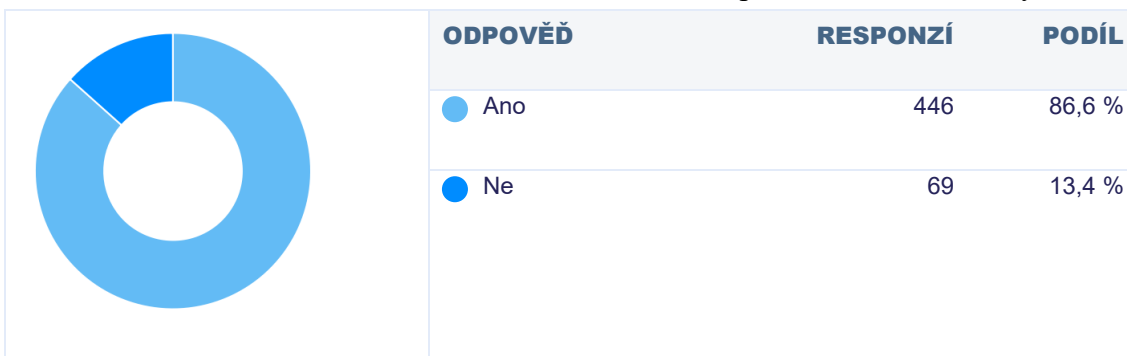 ODPOVĚĎ RESPONZÍ PODÍL
Ano 446 86,6 %
Ne 69 13,4 %